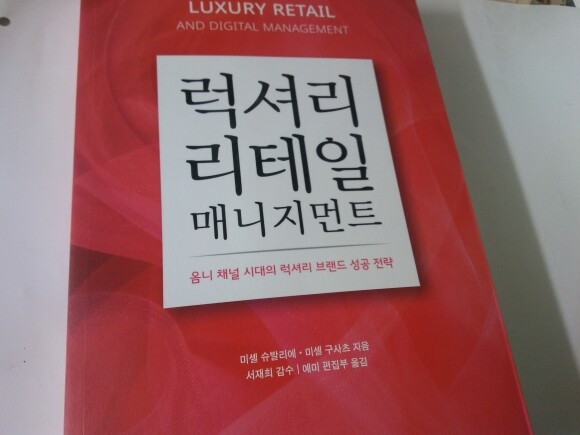 LUXURY RETAIL
AND DIGITAL MANAGEMENT
럭셔리
리테일
매니지먼트
옴니 채널 시대의 럭셔리 브랜드 성공 전략
미셸 슈발리에 · 미셸 구사츠 지음
서재희 감수 | 예미 편집부 옮김